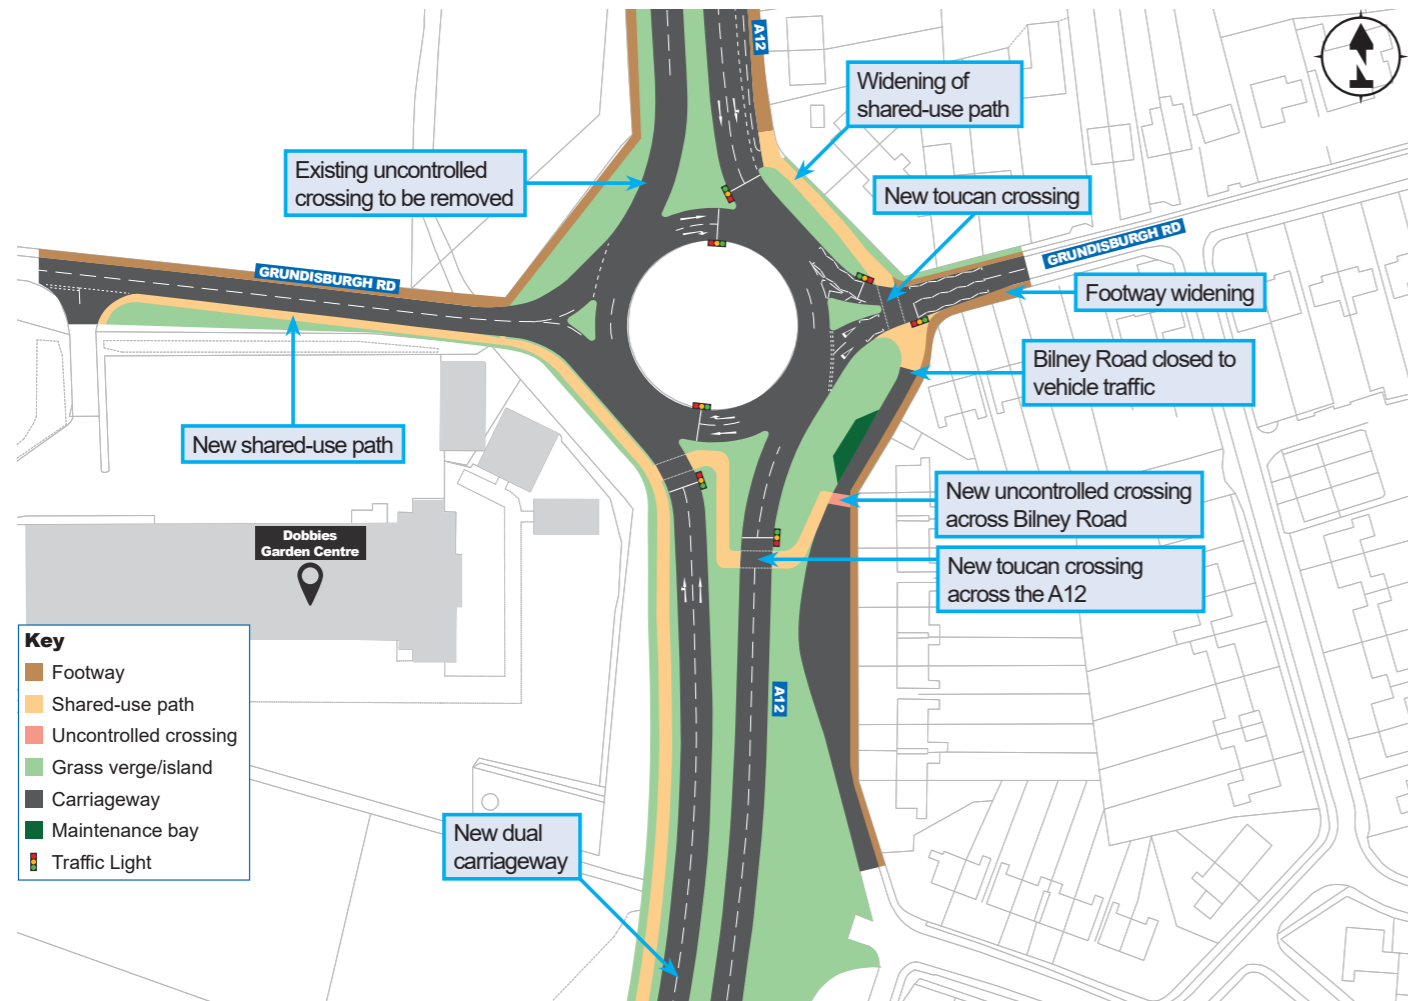 A12
N
Widening of
shared-use path
Existing uncontrolled
crossing to be removed
New toucan crossing
GRUNDISBURGH RD
GRUNDISBURGH RD
Footway widening
Bilney Road closed to
vehicle traffic
New shared-use path
New uncontrolled crossing
across Bilney Road
Dobbies
Garden Centre
New toucan crossing
across the A12
Key
Footway
Shared-use path
Uncontrolled crossing
Grass verge/island
Carriageway
Maintenance bay
Traffic Light
A12
New dual
carriageway